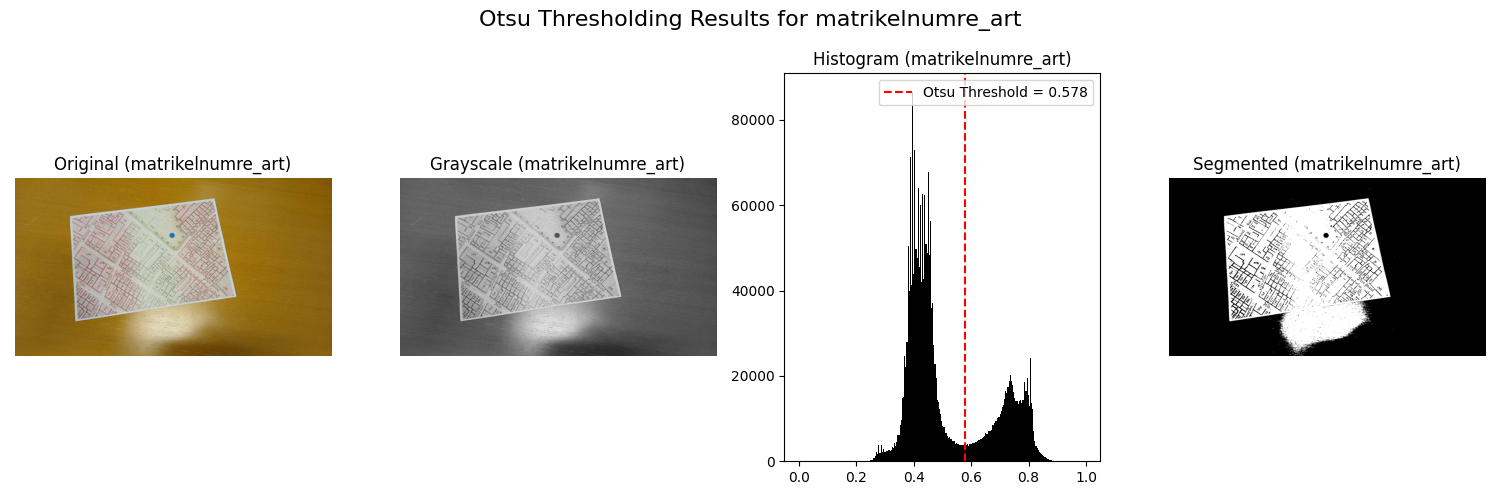 Otsu Thresholding Results for matrikelnumre_art
Original (matrikelnumre_art)
Grayscale (matrikelnumre_art)
Histogram (matrikelnumre_art)
Otsu Threshold = 0.578
80000
60000
40000
20000
0
0.0 0.2 0.4 0.6 0.8 1.0
Segmented (matrikelnumre_art)